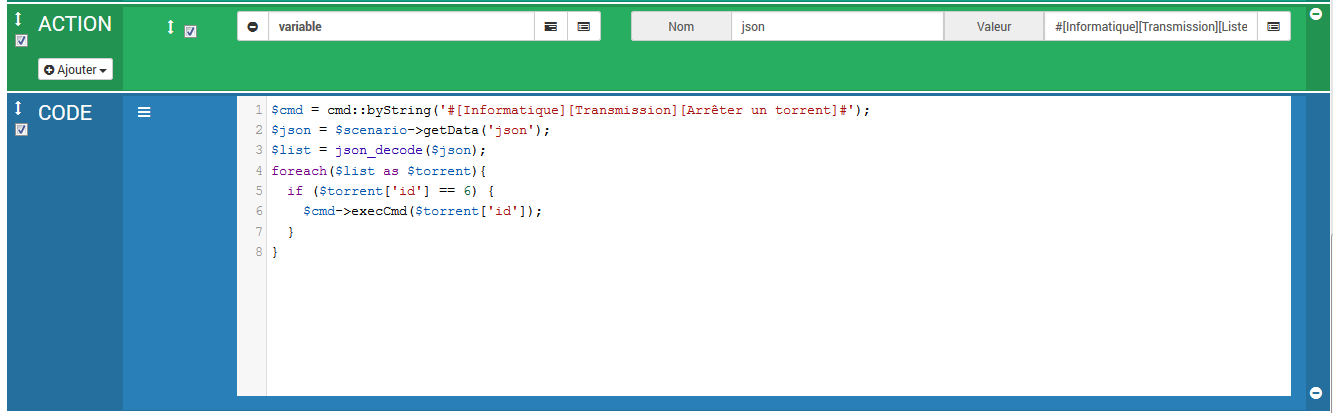 ACTION
variable
Nom
json
Valeur
#[Informatique][Transmission][Liste
Ajouter
CODE
1 $cmd = cmd::byString('#[Informatique][Transmission][Arrêter un torrent]#');
2 $json = $scenario->getData('json');
3 $list = json_decode($json);
4 foreach($list as $torrent){
5   if ($torrent['id'] == 6) {
6     $cmd->execCmd($torrent['id']);
7   }
8 }